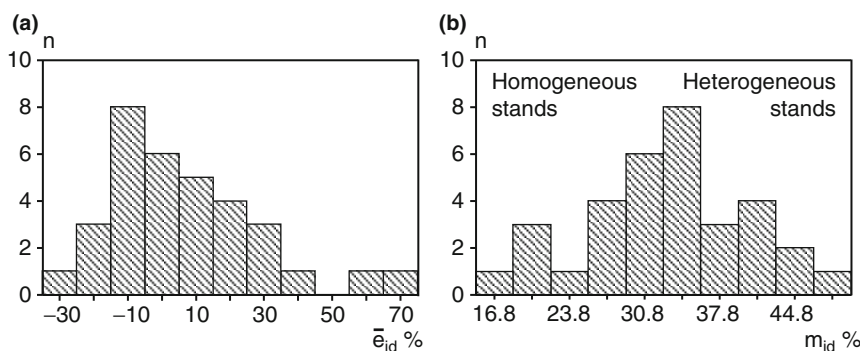 (a)
n
10
8
6
4
2
0
−30 −10 10 30 50 70
ē_id %
(b)
n
10
8
6
4
2
0
Homogeneous
stands
Heterogeneous
stands
16.8 23.8 30.8 37.8 44.8
m_id %